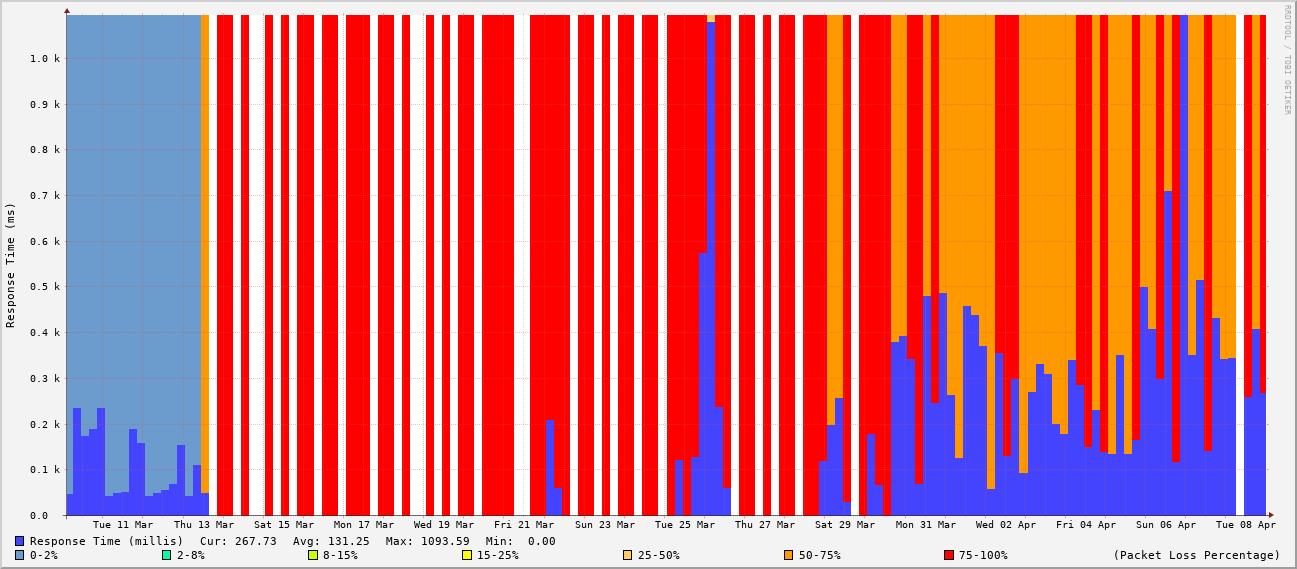 RRDTOOL / TOBI OETIKER
Response Time (ms)
1.0 k
0.9 k
0.8 k
0.7 k
0.6 k
0.5 k
0.4 k
0.3 k
0.2 k
0.1 k
0.0
Tue 11 Mar Thu 13 Mar Sat 15 Mar Mon 17 Mar Wed 19 Mar Fri 21 Mar Sun 23 Mar Tue 25 Mar Thu 27 Mar Sat 29 Mar Mon 31 Mar Wed 02 Apr Fri 04 Apr Sun 06 Apr Tue 08 Apr
Response Time (millis) Cur: 267.73 Avg: 131.25 Max: 1093.59 Min: 0.00
0-2% 2-8% 8-15% 15-25% 25-50% 50-75% 75-100% (Packet Loss Percentage)